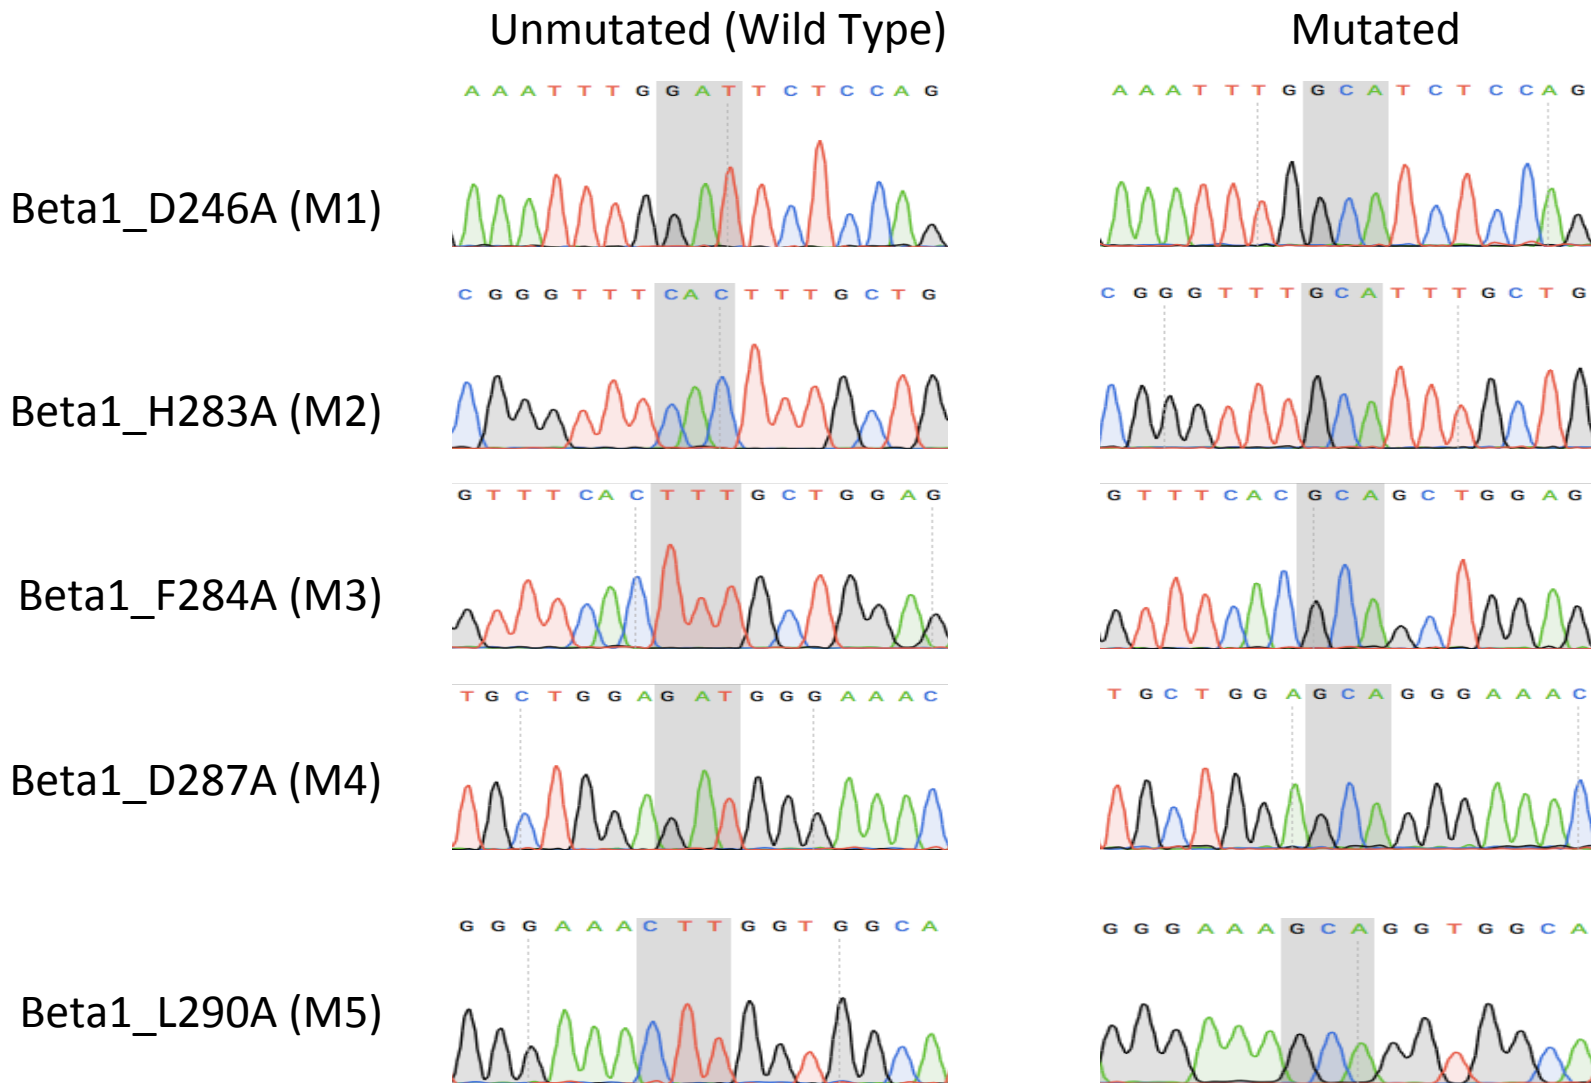 Unmutated (Wild Type) Mutated
A A A T T T G G A T T C T C C A G A A A T T T G G C A T C T C C A G
Beta1_D246A (M1)
C G G G T T T C A C T T T G C T G C G G G T T T G C A T T T G C T G
Beta1_H283A (M2)
G T T T C A C T T T G C T G G A G G T T T C A C G C A G C T G G A G
Beta1_F284A (M3)
T G C T G G A G A T G G G A A A C T G C T G G A G C A G G G A A A C
Beta1_D287A (M4)
G G G A A A C T T G G T G G C A G G G A A A G C A G G T G G C A
Beta1_L290A (M5)